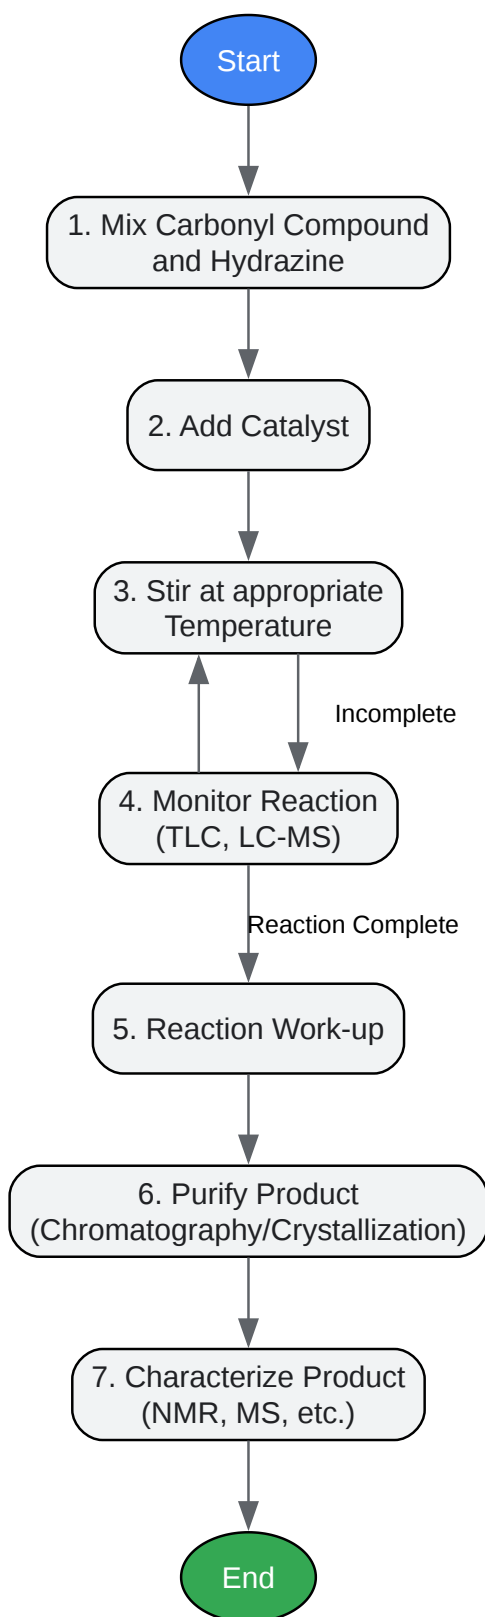 Start
1. Mix Carbonyl Compound
and Hydrazine
2. Add Catalyst
3. Stir at appropriate
Temperature
Incomplete
4. Monitor Reaction
(TLC, LC-MS)
Reaction Complete
5. Reaction Work-up
6. Purify Product
(Chromatography/Crystallization)
7. Characterize Product
(NMR, MS, etc.)
End